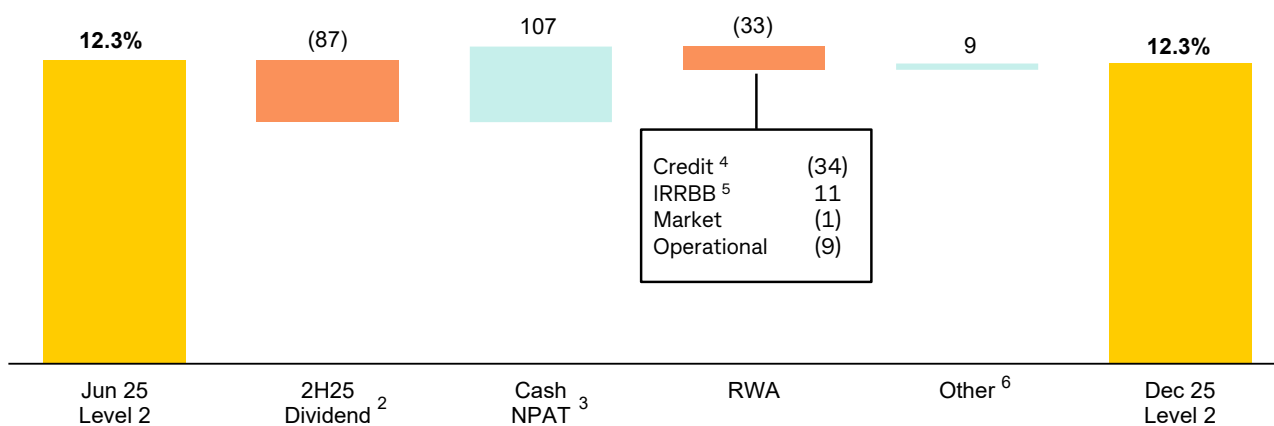 12.3%
(87)
107
(33)
9
12.3%
Credit 4 (34)
IRRBB 5 11
Market (1)
Operational (9)
Jun 25
Level 2
2H25
Dividend 2
Cash
NPAT 3
RWA
Other 6
Dec 25
Level 2